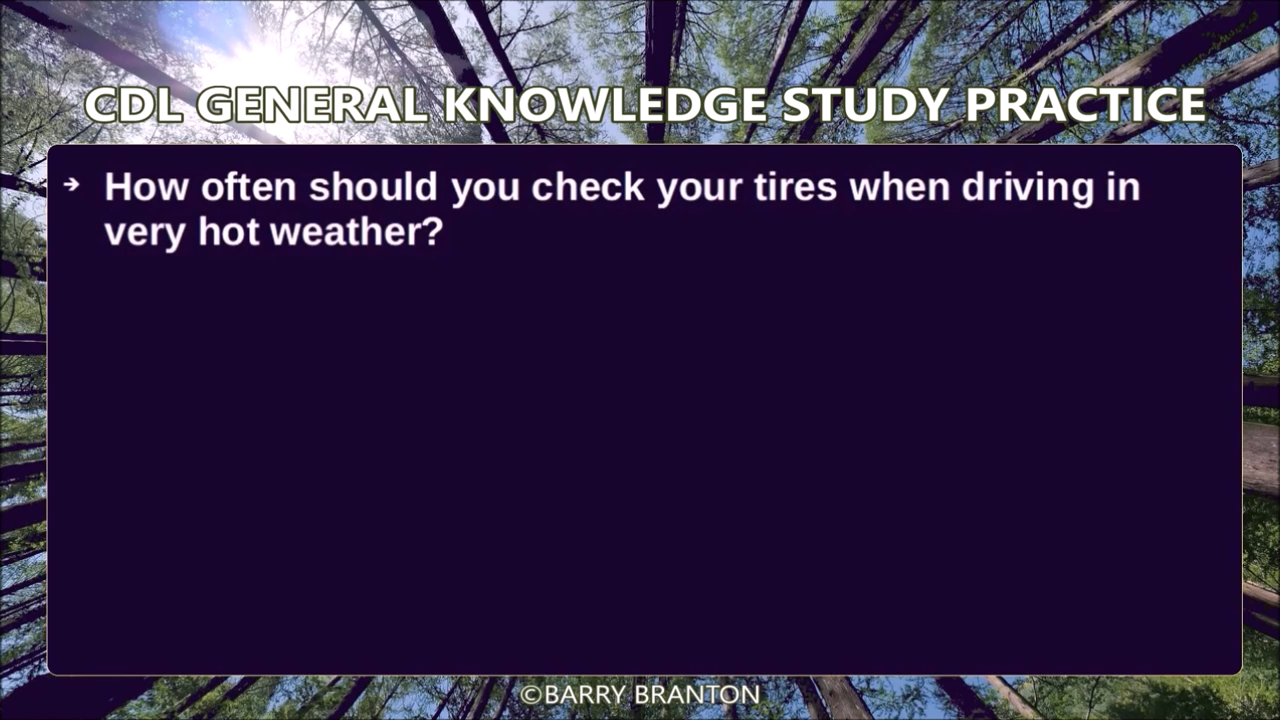 CDL GENERAL KNOWLEDGE STUDY PRACTICE
➔ How often should you check your tires when driving in
very hot weather?
©BARRY BRANTON